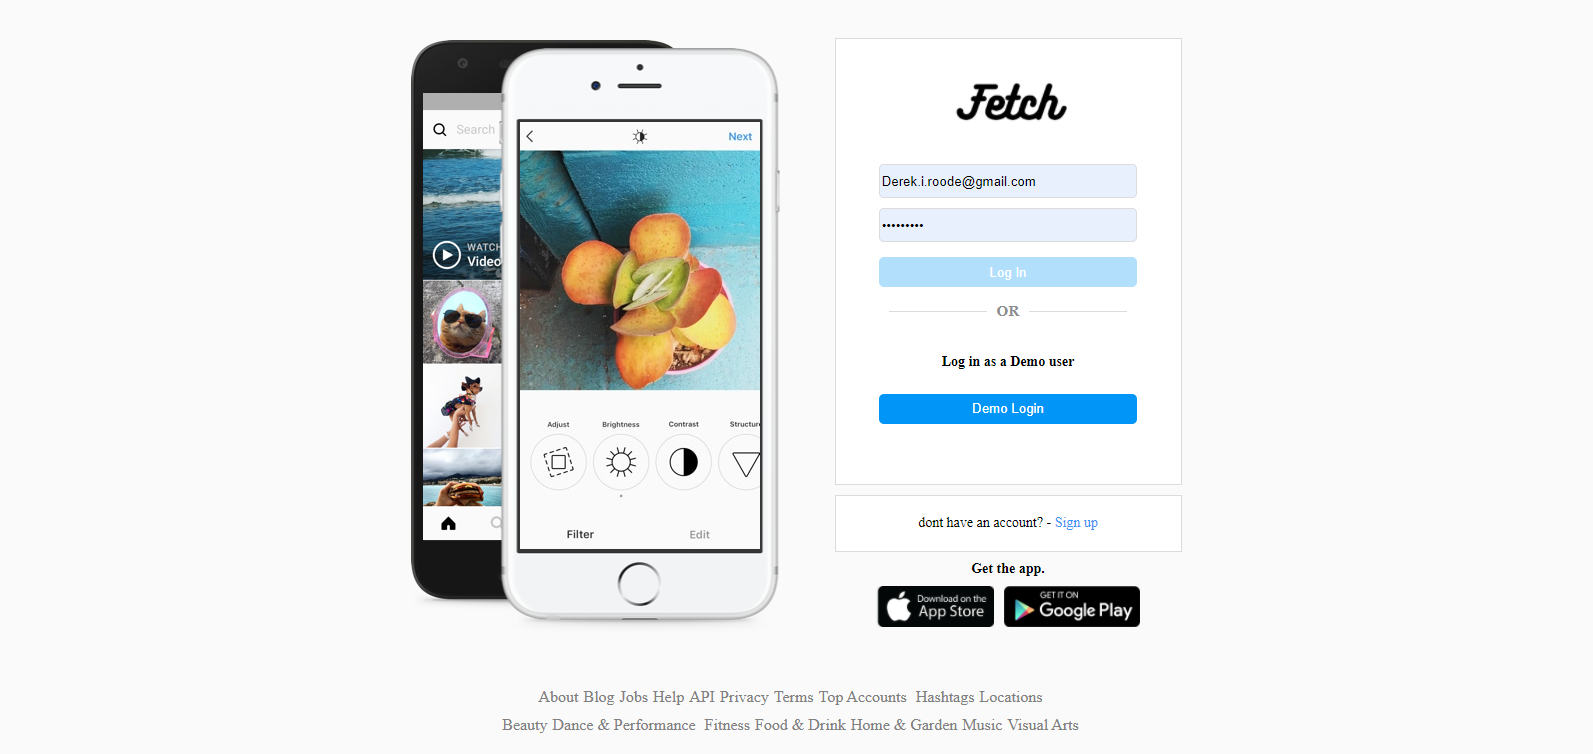 Search
WATCH
Video
Next
Adjust Brightness Contrast Structur
Filter Edit
Fetch
Derek.i.roode@gmail.com
•••••••••
Log In
OR
Log in as a Demo user
Demo Login
dont have an account? - Sign up
Get the app.
Download on the
App Store
GET IT ON
Google Play
About Blog Jobs Help API Privacy Terms Top Accounts Hashtags Locations
Beauty Dance & Performance Fitness Food & Drink Home & Garden Music Visual Arts